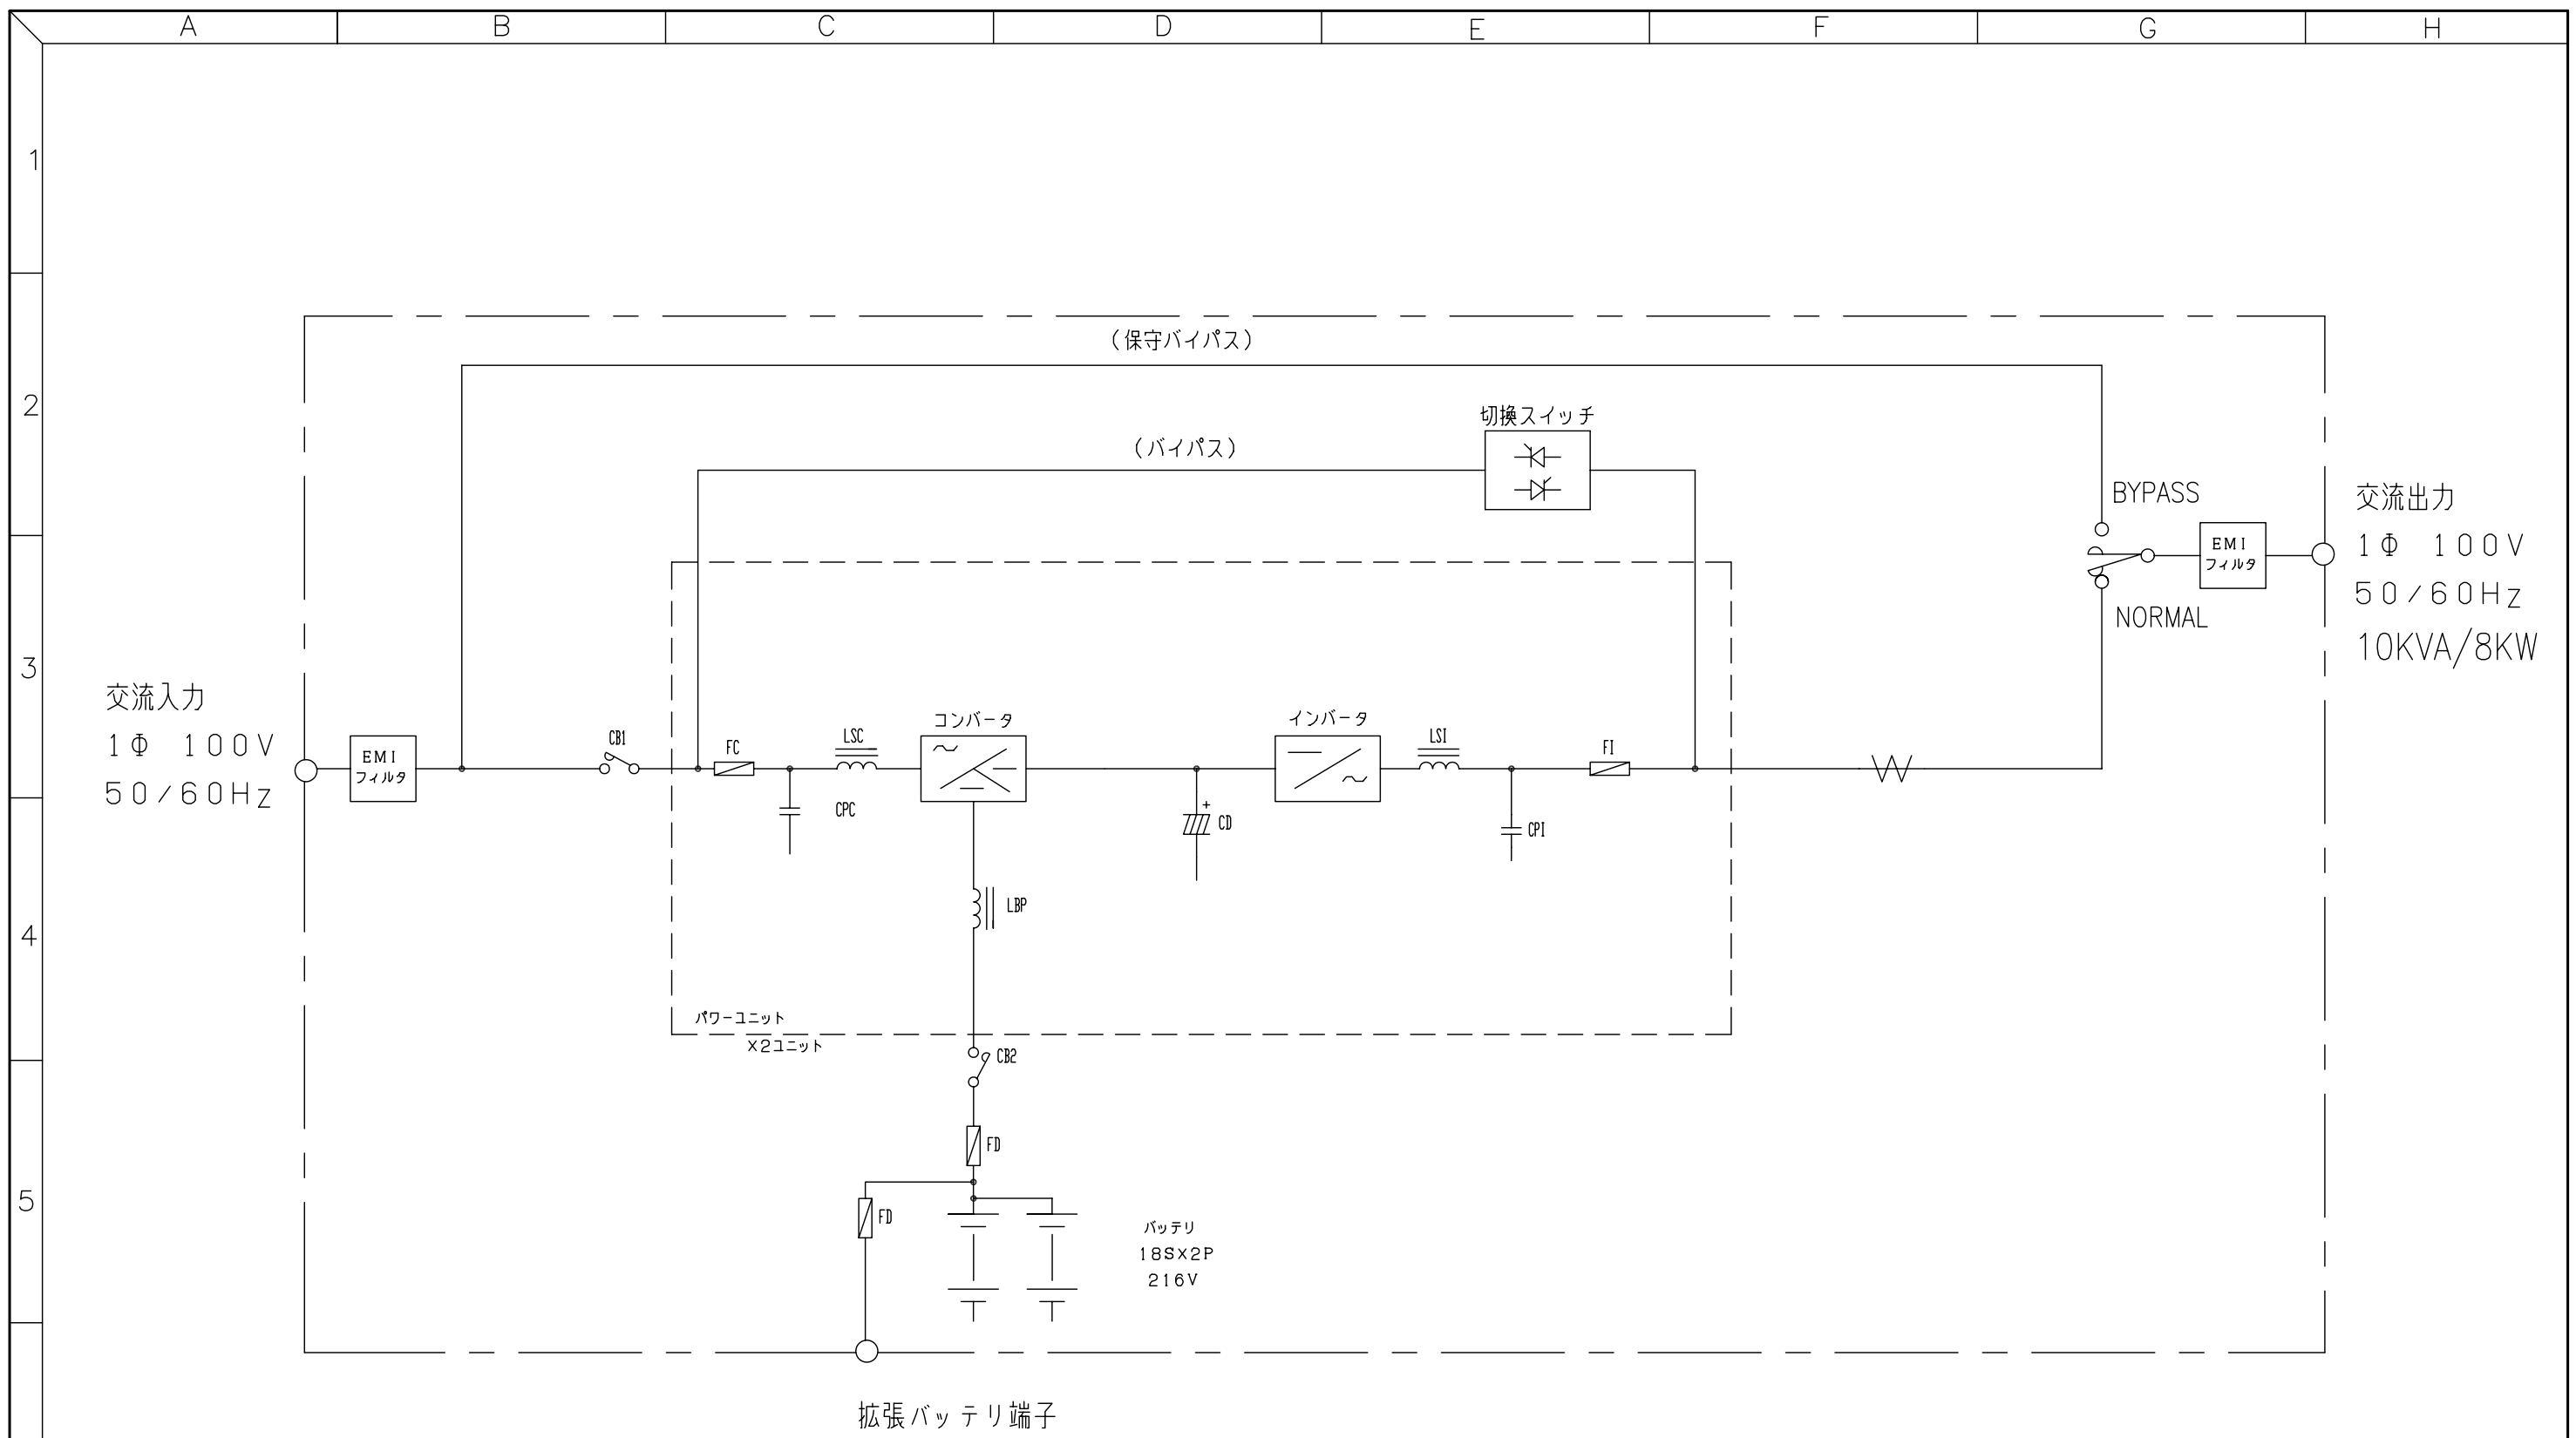 A B C D E F G H
1
2
3
4
5
(保守バイパス)
切換スイッチ
(バイパス)
BYPASS
NORMAL
EMI
フィルタ
交流出力
1Φ 100V
50/60Hz
10KVA/8KW
交流入力
1Φ 100V
50/60Hz
EMI
フィルタ
CB1
FC
LSC
コンバータ
インバータ
LSI
FI
CPC
+
CD
CPI
LBP
パワーユニット
X2ユニット
CB2
FD
FD
バッテリ
18SX2P
216V
拡張バッテリ端子